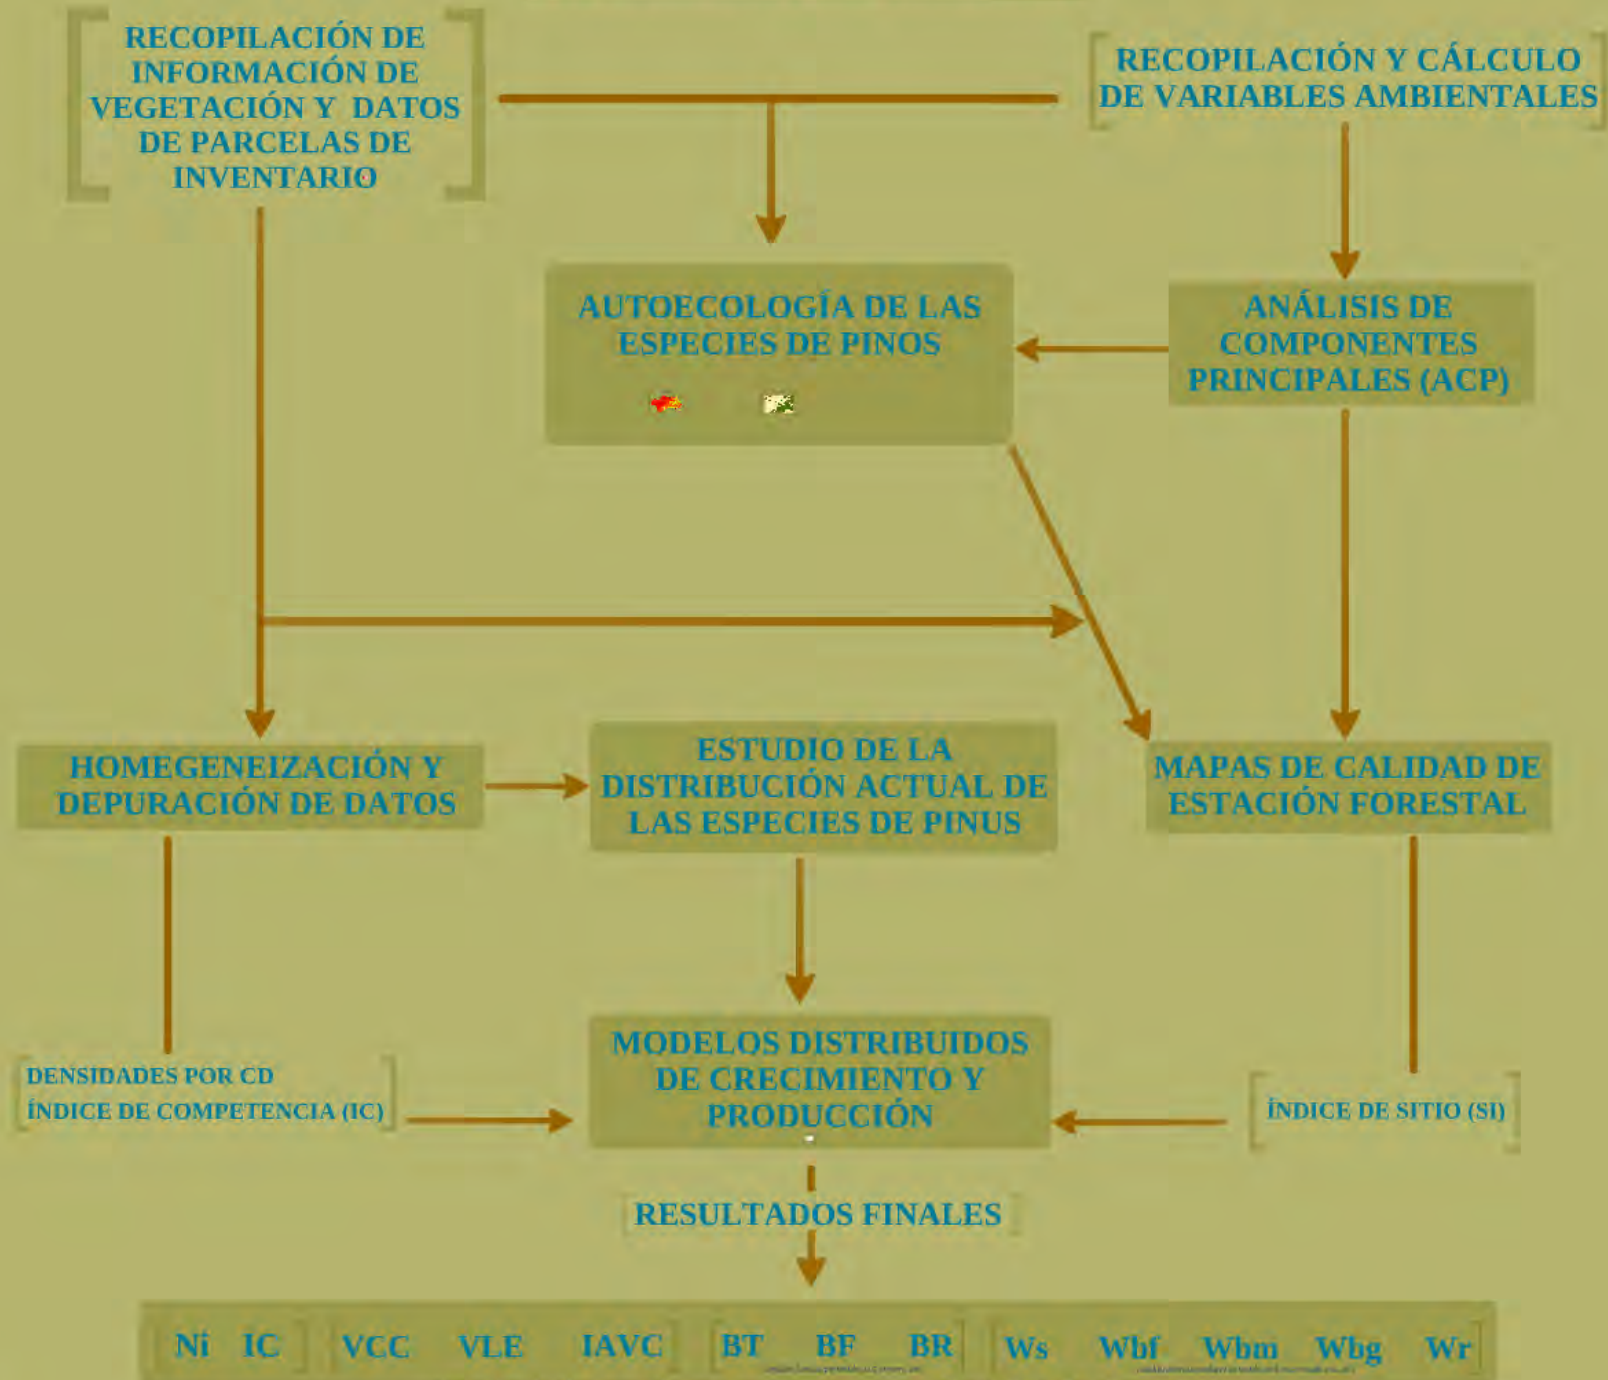 RECOPILACIÓN DE
INFORMACIÓN DE
VEGETACIÓN Y DATOS
DE PARCELAS DE
INVENTARIO
RECOPILACIÓN Y CÁLCULO
DE VARIABLES AMBIENTALES
AUTOECOLOGÍA DE LAS
ESPECIES DE PINOS
ANÁLISIS DE
COMPONENTES
PRINCIPALES (ACP)
HOMEGENEIZACIÓN Y
DEPURACIÓN DE DATOS
ESTUDIO DE LA
DISTRIBUCIÓN ACTUAL DE
LAS ESPECIES DE PINUS
MAPAS DE CALIDAD DE
ESTACIÓN FORESTAL
DENSIDADES POR CD
ÍNDICE DE COMPETENCIA (IC)
MODELOS DISTRIBUIDOS
DE CRECIMIENTO Y
PRODUCCIÓN
ÍNDICE DE SITIO (SI)
RESULTADOS FINALES
Ni IC VCC VLE IAVC BT BF BR Ws Wbf Wbm Wbg Wr